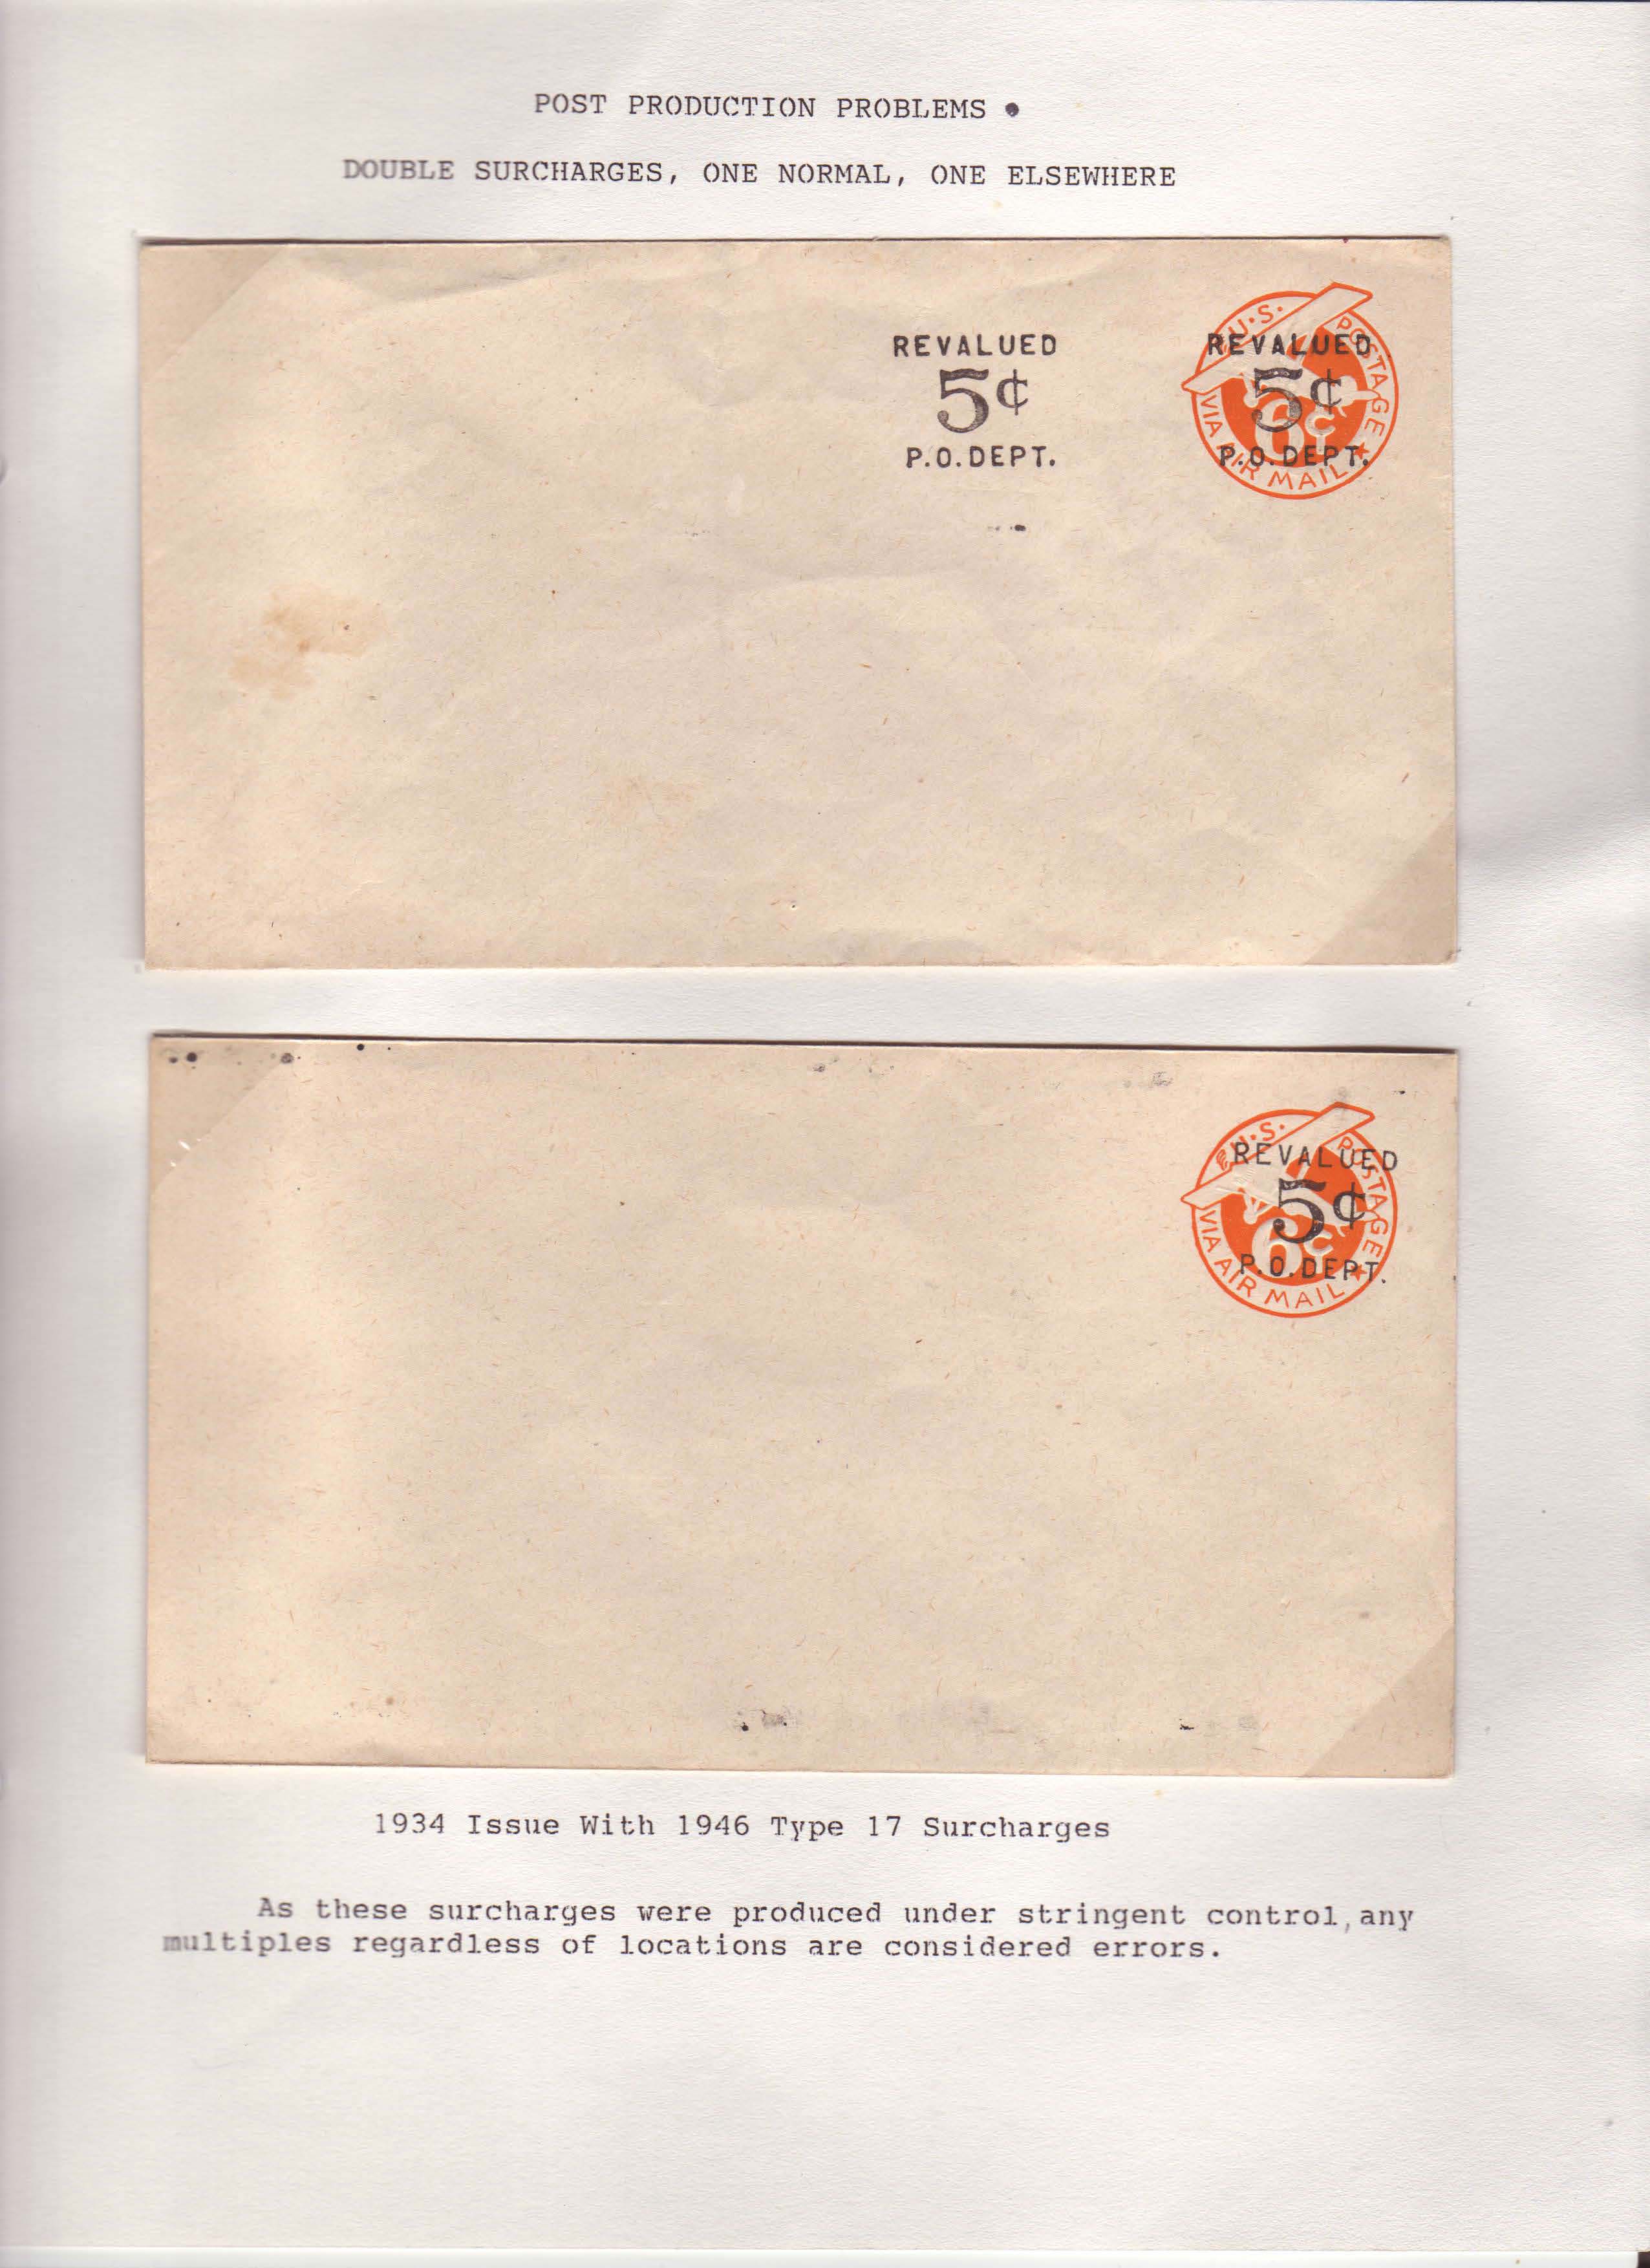 POST PRODUCTION PROBLEMS •
DOUBLE SURCHARGES, ONE NORMAL, ONE ELSEWHERE
REVALUED
5¢
P.O.DEPT.
U.S. POSTAGE
REVALUED
5¢
6¢
P.O.DEPT.
VIA AIR MAIL
U.S. POSTAGE
REVALUED
5¢
6¢
P.O.DEPT.
VIA AIR MAIL
1934 Issue With 1946 Type 17 Surcharges
As these surcharges were produced under stringent control, any
multiples regardless of locations are considered errors.